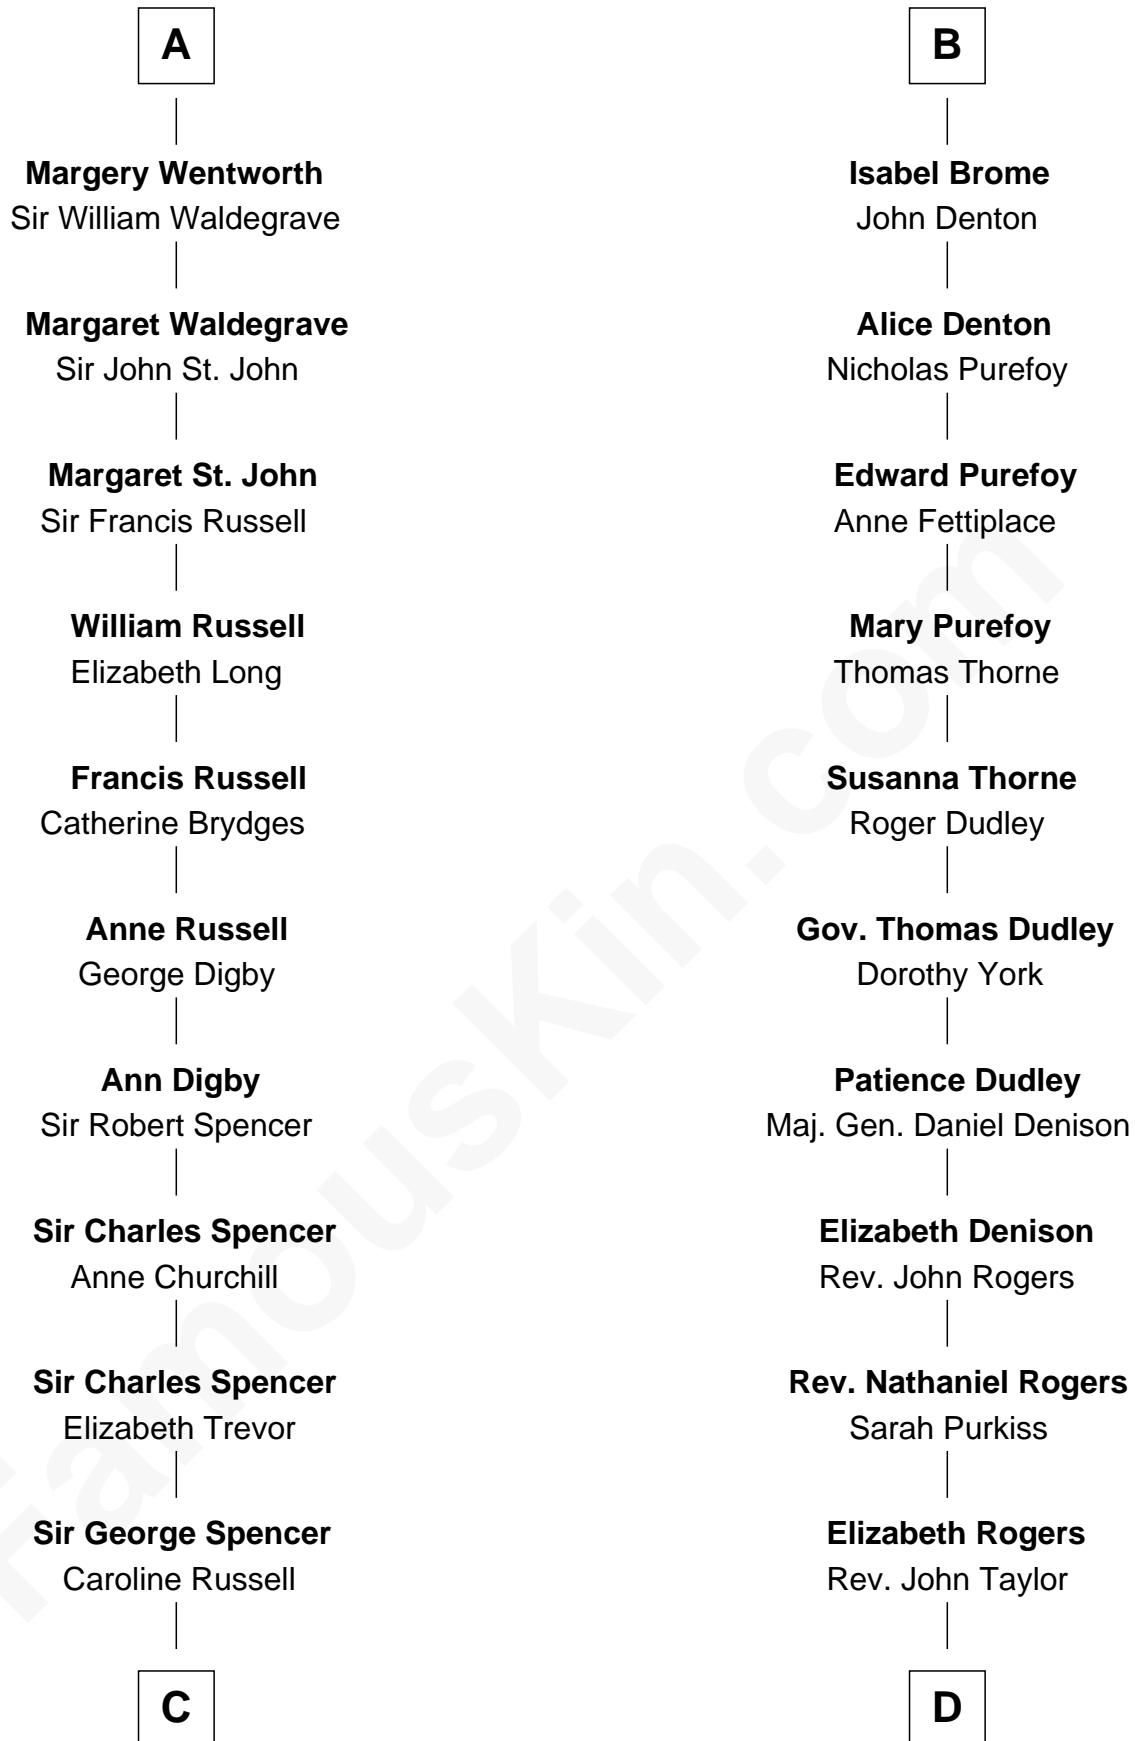 A
Margery Wentworth
Sir William Waldegrave
Margaret Waldegrave
Sir John St. John
Margaret St. John
Sir Francis Russell
William Russell
Elizabeth Long
Francis Russell
Catherine Brydges
Anne Russell
George Digby
Ann Digby
Sir Robert Spencer
Sir Charles Spencer
Anne Churchill
Sir Charles Spencer
Elizabeth Trevor
Sir George Spencer
Caroline Russell
C
B
Isabel Brome
John Denton
Alice Denton
Nicholas Purefoy
Edward Purefoy
Anne Fettiplace
Mary Purefoy
Thomas Thorne
Susanna Thorne
Roger Dudley
Gov. Thomas Dudley
Dorothy York
Patience Dudley
Maj. Gen. Daniel Denison
Elizabeth Denison
Rev. John Rogers
Rev. Nathaniel Rogers
Sarah Purkiss
Elizabeth Rogers
Rev. John Taylor
D
FamousKin.com